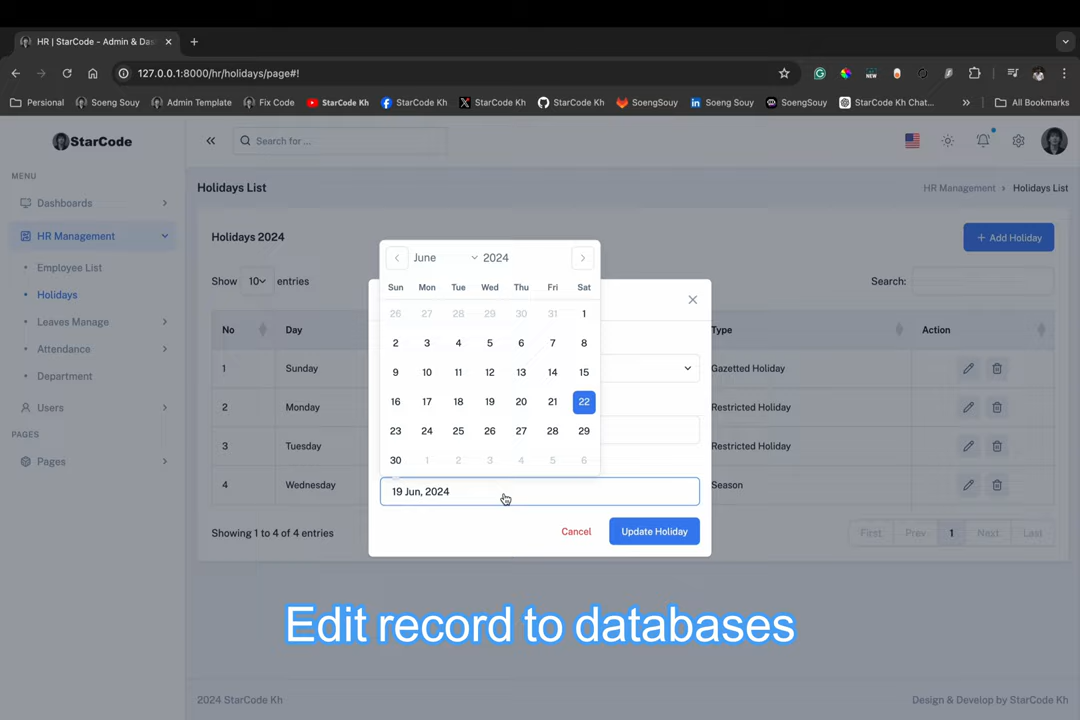 HR | StarCode - Admin & Das
127.0.0.1:8000/hr/holidays/page#!
Personal Soeng Souy Admin Template Fix Code StarCode Kh StarCode Kh StarCode Kh StarCode Kh SoengSouy Soeng Souy SoengSouy StarCode Kh Chat... All Bookmarks
StarCode
Search for ...
MENU
Dashboards
HR Management
Employee List
Holidays
Leaves Manage
Attendance
Department
Users
PAGES
Pages
Holidays List
HR Management Holidays List
Holidays 2024
+ Add Holiday
Show 10 entries
Search:
No Day Type Action
1 Sunday Gazetted Holiday
2 Monday Restricted Holiday
3 Tuesday Restricted Holiday
4 Wednesday Season
Showing 1 to 4 of 4 entries
First Prev 1 Next Last
June 2024
Sun Mon Tue Wed Thu Fri Sat
26 27 28 29 30 31 1
2 3 4 5 6 7 8
9 10 11 12 13 14 15
16 17 18 19 20 21 22
23 24 25 26 27 28 29
30 1 2 3 4 5 6
19 Jun, 2024
Cancel Update Holiday
Edit record to databases
2024 StarCode Kh
Design & Develop by StarCode Kh